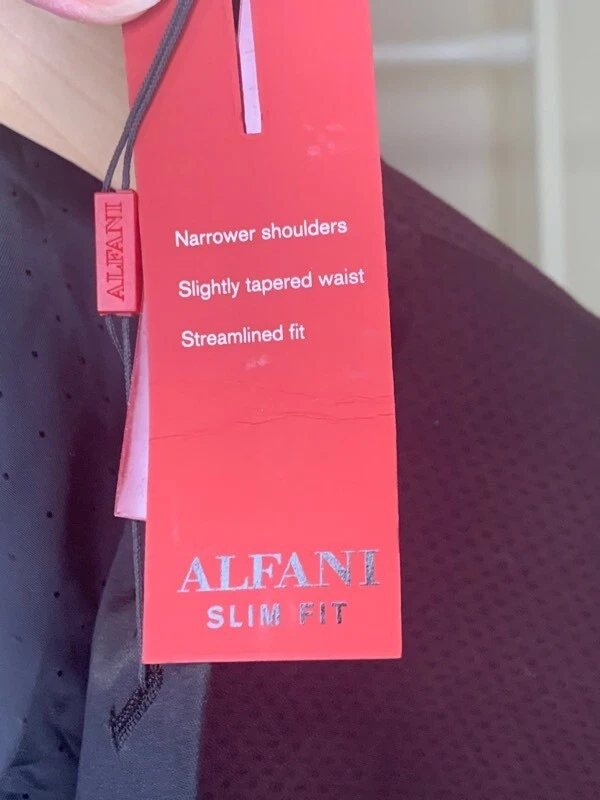 ALFANI
Narrower shoulders
Slightly tapered waist
Streamlined fit
ALFANI
SLIM FIT